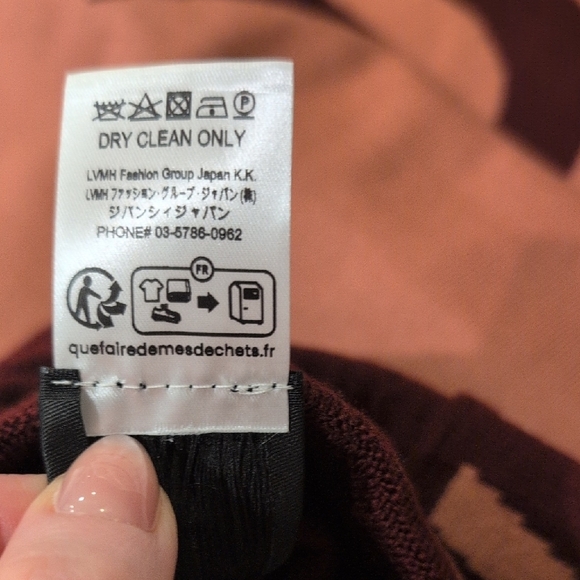 P
DRY CLEAN ONLY
LVMH Fashion Group Japan K.K.
LVMH ファッション・グループ・ジャパン(株)
ジバンシィジャパン
PHONE# 03-5786-0962
FR
quefairedemesdechets.fr